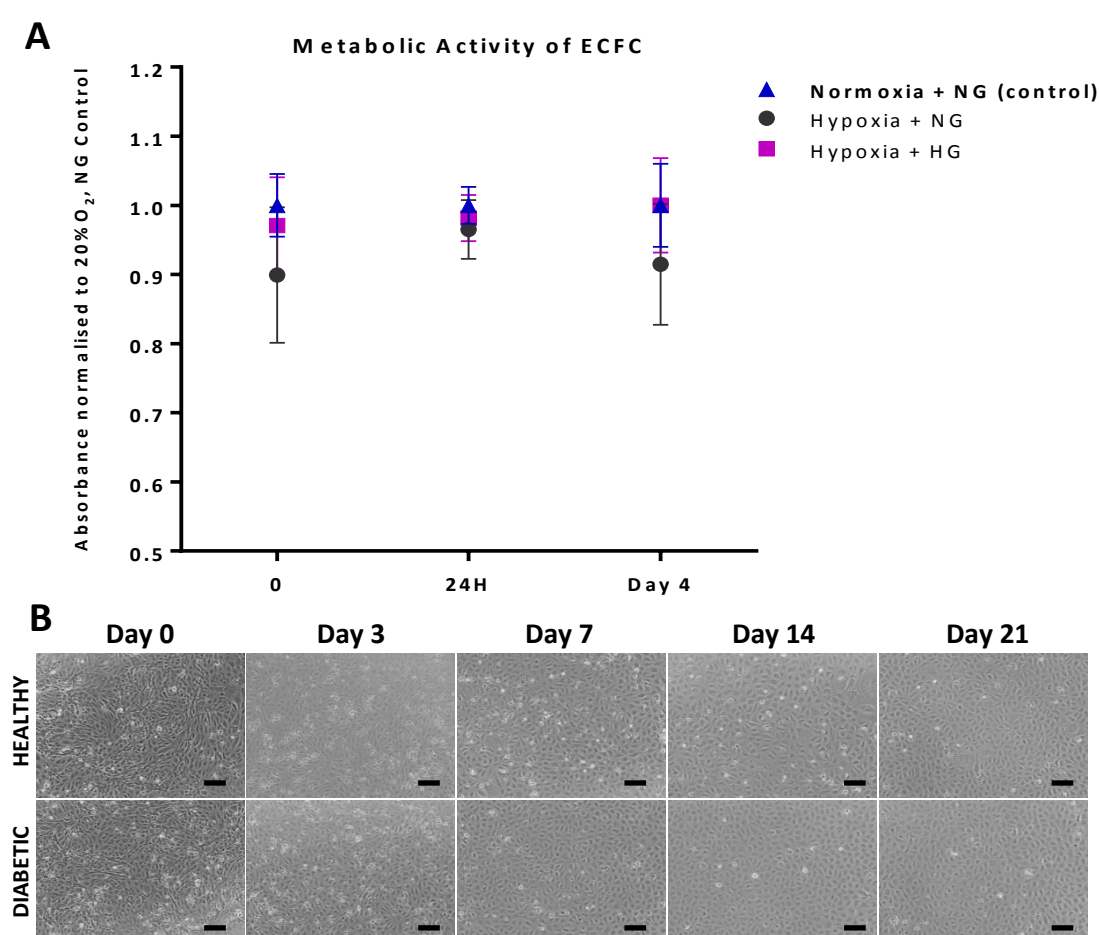 A
Metabolic Activity of ECFC
Absorbance normalised to 20%O₂, NG Control
1.2
1.1
1.0
0.9
0.8
0.7
0.6
0.5
0
24H
Day 4
Normoxia + NG (control)
Hypoxia + NG
Hypoxia + HG
B
Day 0
Day 3
Day 7
Day 14
Day 21
HEALTHY
DIABETIC